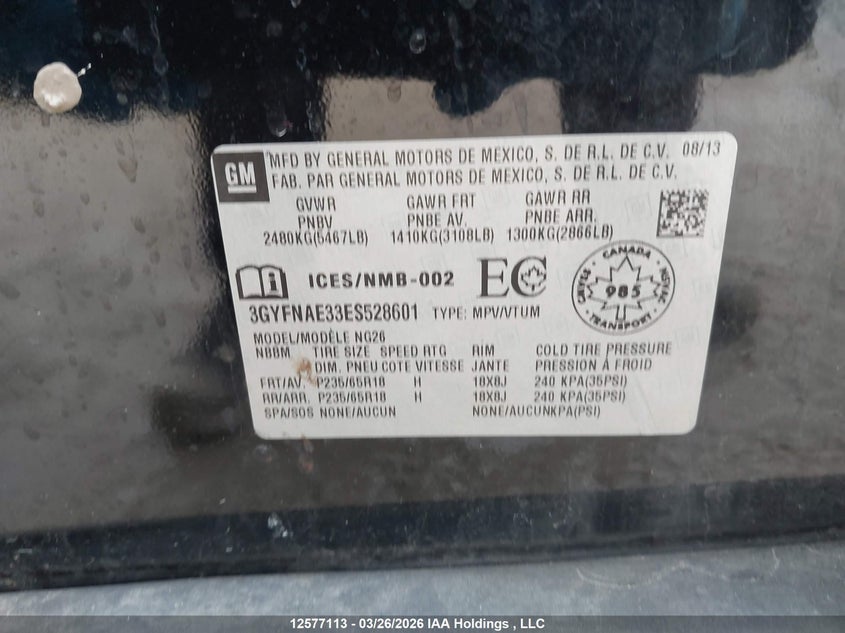 GM
MFD BY GENERAL MOTORS DE MEXICO, S. DE R.L. DE C.V. 08/13
FAB. PAR GENERAL MOTORS DE MEXICO, S. DE R.L. DE C.V.
GVWR GAWR FRT GAWR RR
PNBV PNBE AV. PNBE ARR.
2480KG(5467LB) 1410KG(3108LB) 1300KG(2866LB)
i ICES/NMB-002 EC
CANADA
985
TRANSPORT
3GYFNAE33ES528601 TYPE: MPV/VTUM
MODEL/MODÈLE NG26
NBBM TIRE SIZE SPEED RTG RIM COLD TIRE PRESSURE
DIM. PNEU COTE VITESSE JANTE PRESSION À FROID
FRT/AV. P235/65R18 H 18X8J 240 KPA(35PSI)
RR/ARR. P235/65R18 H 18X8J 240 KPA(35PSI)
SPA/SOS NONE/AUCUN NONE/AUCUNKPA(PSI)
12577113 - 03/26/2026 IAA Holdings , LLC